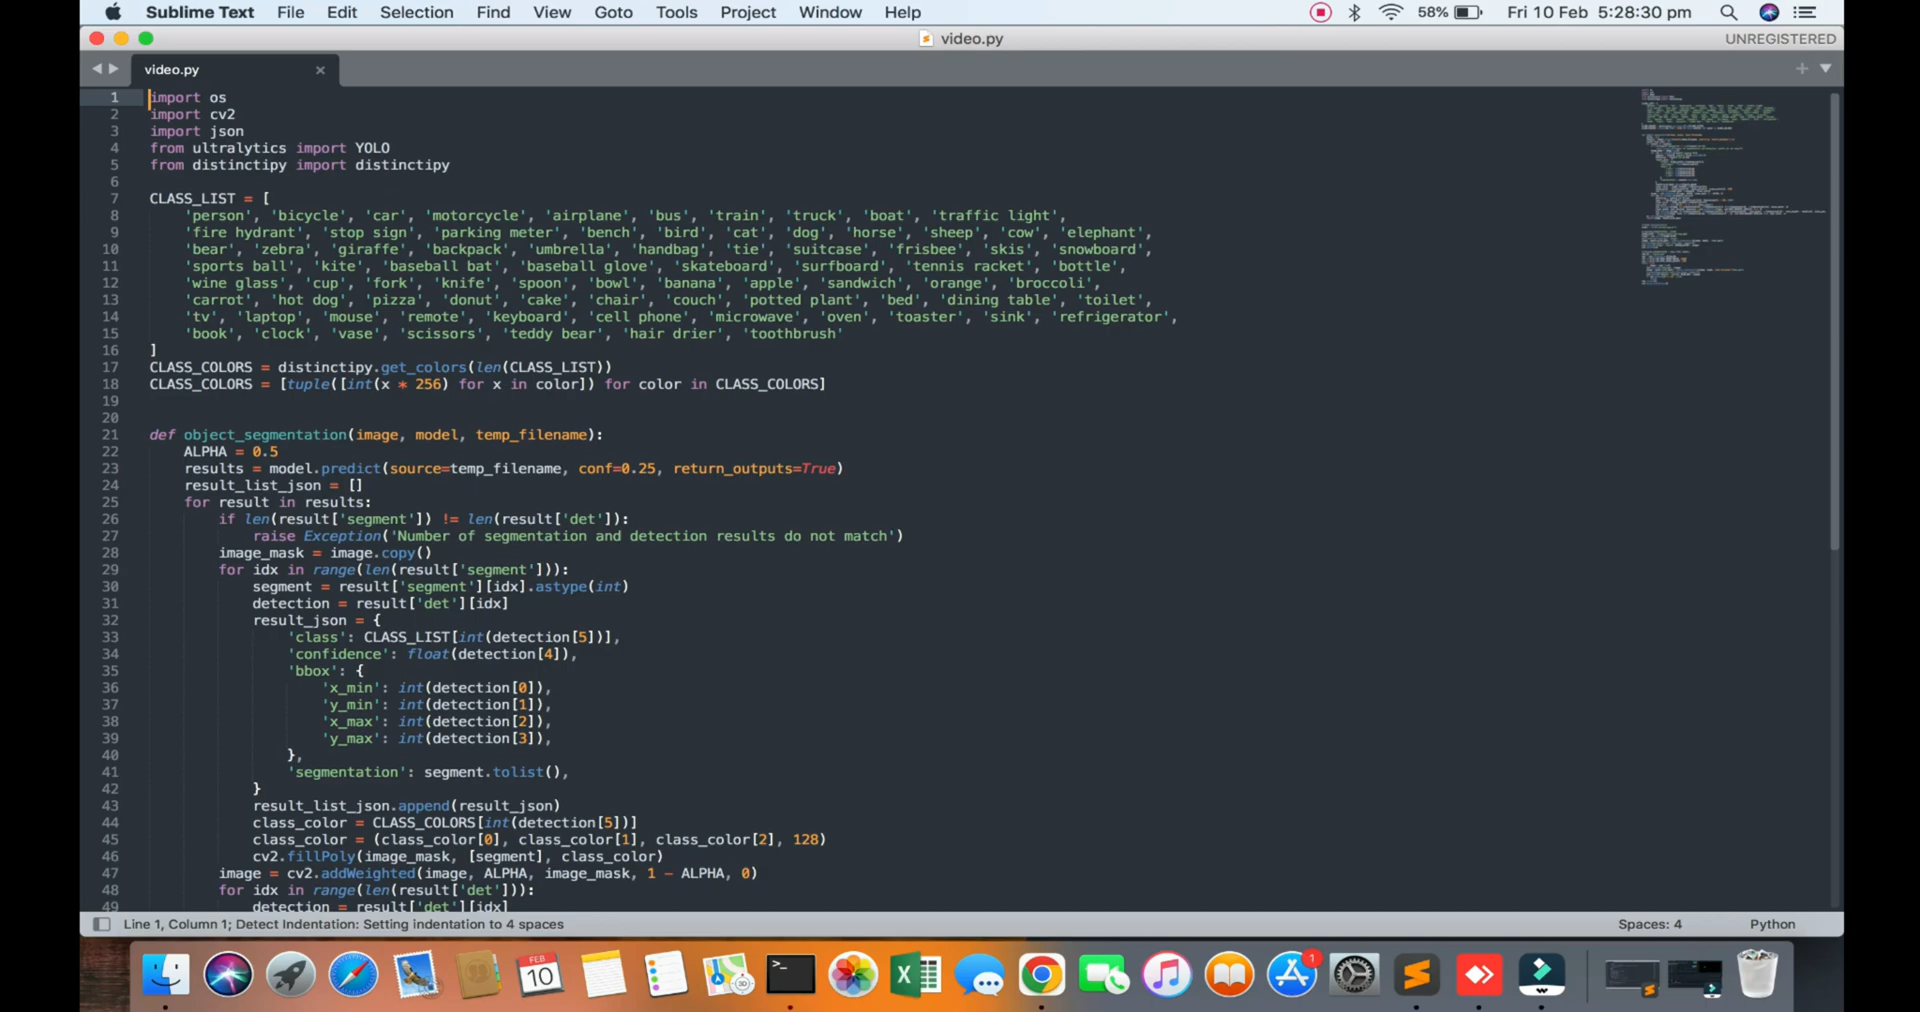 Sublime Text File Edit Selection Find View Goto Tools Project Window Help 58% Fri 10 Feb 5:28:30 pm
video.py UNREGISTERED
video.py
1 import os
2 import cv2
3 import json
4 from ultralytics import YOLO
5 from distinctipy import distinctipy
6
7 CLASS_LIST = [
8 'person', 'bicycle', 'car', 'motorcycle', 'airplane', 'bus', 'train', 'truck', 'boat', 'traffic light',
9 'fire hydrant', 'stop sign', 'parking meter', 'bench', 'bird', 'cat', 'dog', 'horse', 'sheep', 'cow', 'elephant',
10 'bear', 'zebra', 'giraffe', 'backpack', 'umbrella', 'handbag', 'tie', 'suitcase', 'frisbee', 'skis', 'snowboard',
11 'sports ball', 'kite', 'baseball bat', 'baseball glove', 'skateboard', 'surfboard', 'tennis racket', 'bottle',
12 'wine glass', 'cup', 'fork', 'knife', 'spoon', 'bowl', 'banana', 'apple', 'sandwich', 'orange', 'broccoli',
13 'carrot', 'hot dog', 'pizza', 'donut', 'cake', 'chair', 'couch', 'potted plant', 'bed', 'dining table', 'toilet',
14 'tv', 'laptop', 'mouse', 'remote', 'keyboard', 'cell phone', 'microwave', 'oven', 'toaster', 'sink', 'refrigerator',
15 'book', 'clock', 'vase', 'scissors', 'teddy bear', 'hair drier', 'toothbrush'
16 ]
17 CLASS_COLORS = distinctipy.get_colors(len(CLASS_LIST))
18 CLASS_COLORS = [tuple([int(x * 256) for x in color]) for color in CLASS_COLORS]
19
20
21 def object_segmentation(image, model, temp_filename):
22 ALPHA = 0.5
23 results = model.predict(source=temp_filename, conf=0.25, return_outputs=True)
24 result_list_json = []
25 for result in results:
26 if len(result['segment']) != len(result['det']):
27 raise Exception('Number of segmentation and detection results do not match')
28 image_mask = image.copy()
29 for idx in range(len(result['segment'])):
30 segment = result['segment'][idx].astype(int)
31 detection = result['det'][idx]
32 result_json = {
33 'class': CLASS_LIST[int(detection[5])],
34 'confidence': float(detection[4]),
35 'bbox': {
36 'x_min': int(detection[0]),
37 'y_min': int(detection[1]),
38 'x_max': int(detection[2]),
39 'y_max': int(detection[3]),
40 },
41 'segmentation': segment.tolist(),
42 }
43 result_list_json.append(result_json)
44 class_color = CLASS_COLORS[int(detection[5])]
45 class_color = (class_color[0], class_color[1], class_color[2], 128)
46 cv2.fillPoly(image_mask, [segment], class_color)
47 image = cv2.addWeighted(image, ALPHA, image_mask, 1 - ALPHA, 0)
48 for idx in range(len(result['det'])):
49 detection = result['det'][idx]
Line 1, Column 1; Detect Indentation: Setting indentation to 4 spaces Spaces: 4 Python
FEB
10
3D
1